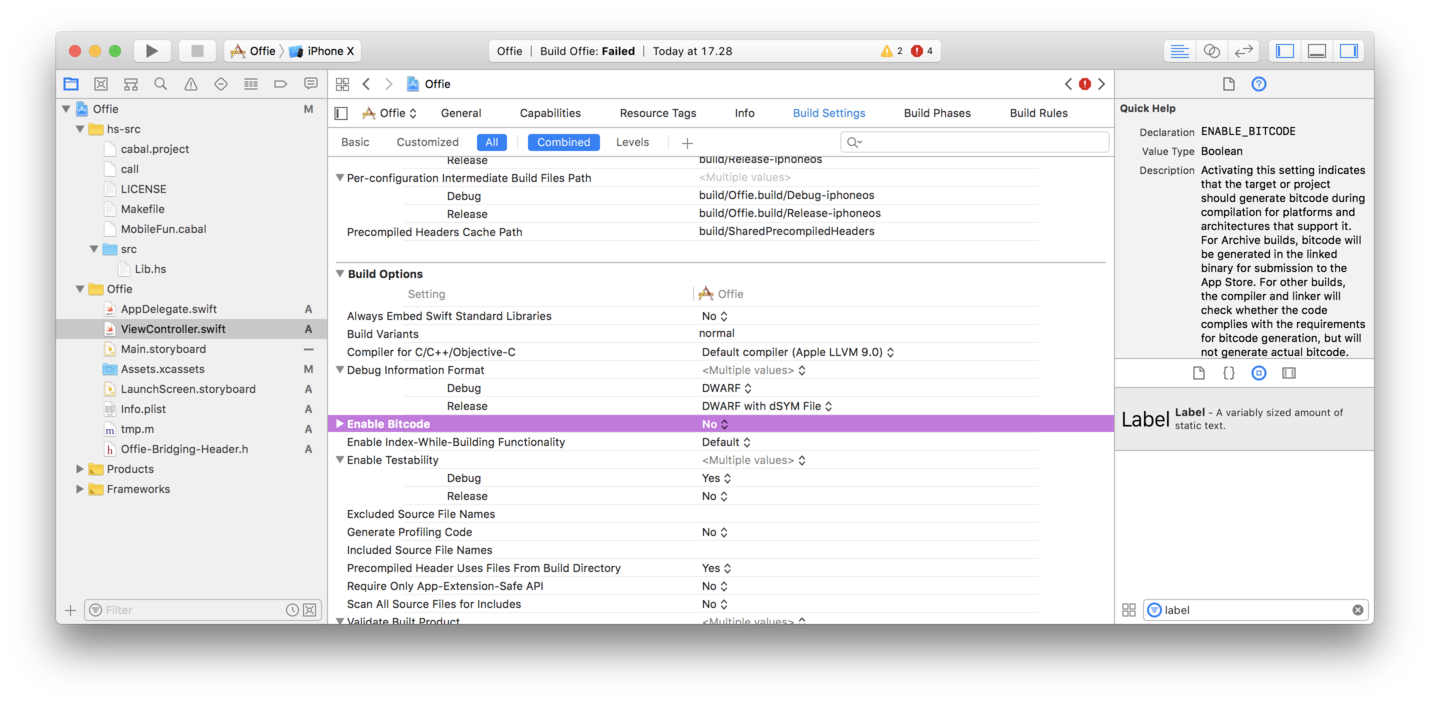 Offie iPhone X
Offie | Build Offie: Failed | Today at 17.28 2 4
Offie M
hs-src
cabal.project
call
LICENSE
Makefile
MobileFun.cabal
src
Lib.hs
Offie
AppDelegate.swift A
ViewController.swift A
Main.storyboard —
Assets.xcassets M
LaunchScreen.storyboard A
Info.plist A
tmp.m A
Offie-Bridging-Header.h A
Products
Frameworks
Filter
Offie
Offie General Capabilities Resource Tags Info Build Settings Build Phases Build Rules
Basic Customized All Combined Levels +
Release build/Release-iphoneos
Per-configuration Intermediate Build Files Path <Multiple values>
Debug build/Offie.build/Debug-iphoneos
Release build/Offie.build/Release-iphoneos
Precompiled Headers Cache Path build/SharedPrecompiledHeaders
Build Options
Setting Offie
Always Embed Swift Standard Libraries No
Build Variants normal
Compiler for C/C++/Objective-C Default compiler (Apple LLVM 9.0)
Debug Information Format <Multiple values>
Debug DWARF
Release DWARF with dSYM File
Enable Bitcode No
Enable Index-While-Building Functionality Default
Enable Testability <Multiple values>
Debug Yes
Release No
Excluded Source File Names
Generate Profiling Code No
Included Source File Names
Precompiled Header Uses Files From Build Directory Yes
Require Only App-Extension-Safe API No
Scan All Source Files for Includes No
Validate Built Product <Multiple values>
Quick Help
Declaration ENABLE_BITCODE
Value Type Boolean
Description Activating this setting indicates
that the target or project
should generate bitcode during
compilation for platforms and
architectures that support it.
For Archive builds, bitcode will
be generated in the linked
binary for submission to the
App Store. For other builds,
the compiler and linker will
check whether the code
complies with the requirements
for bitcode generation, but will
not generate actual bitcode.
{}
Label Label - A variably sized amount of
static text.
label